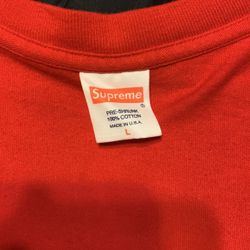 Supreme
®
PRE-SHRUNK
100% COTTON
MADE IN U.S.A.
L